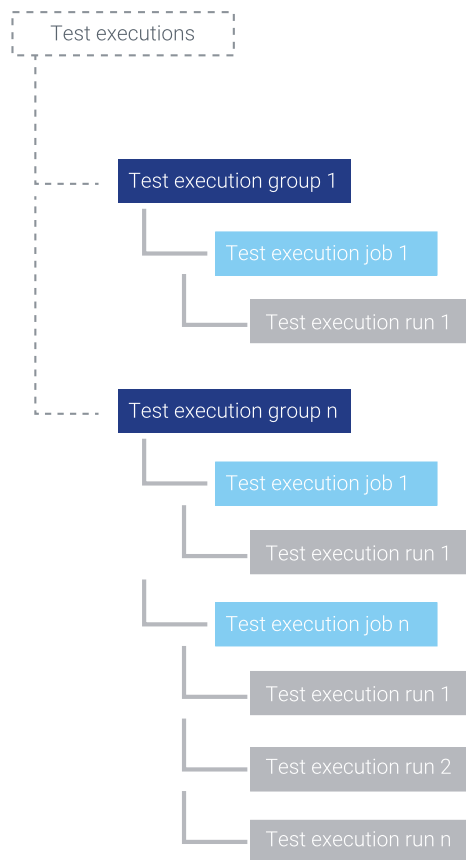 Test executions
Test execution group 1
Test execution job 1
Test execution run 1
Test execution group n
Test execution job 1
Test execution run 1
Test execution job n
Test execution run 1
Test execution run 2
Test execution run n